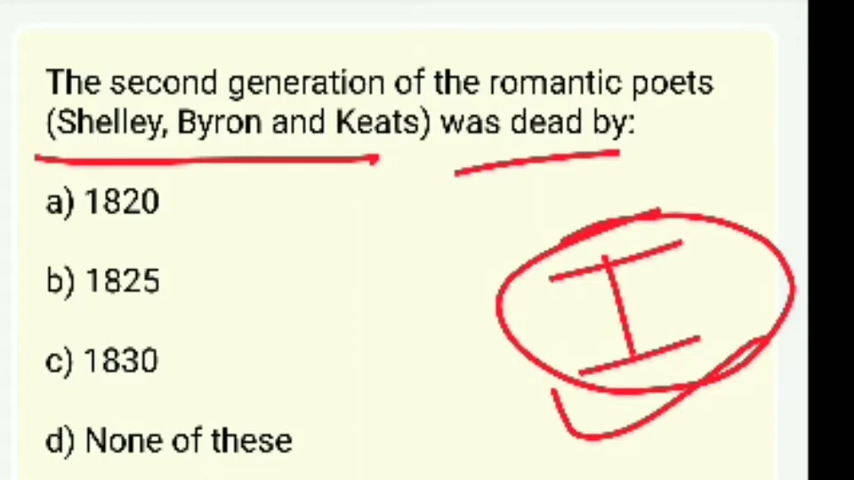 The second generation of the romantic poets
(Shelley, Byron and Keats) was dead by:
a) 1820
b) 1825
c) 1830
d) None of these
I